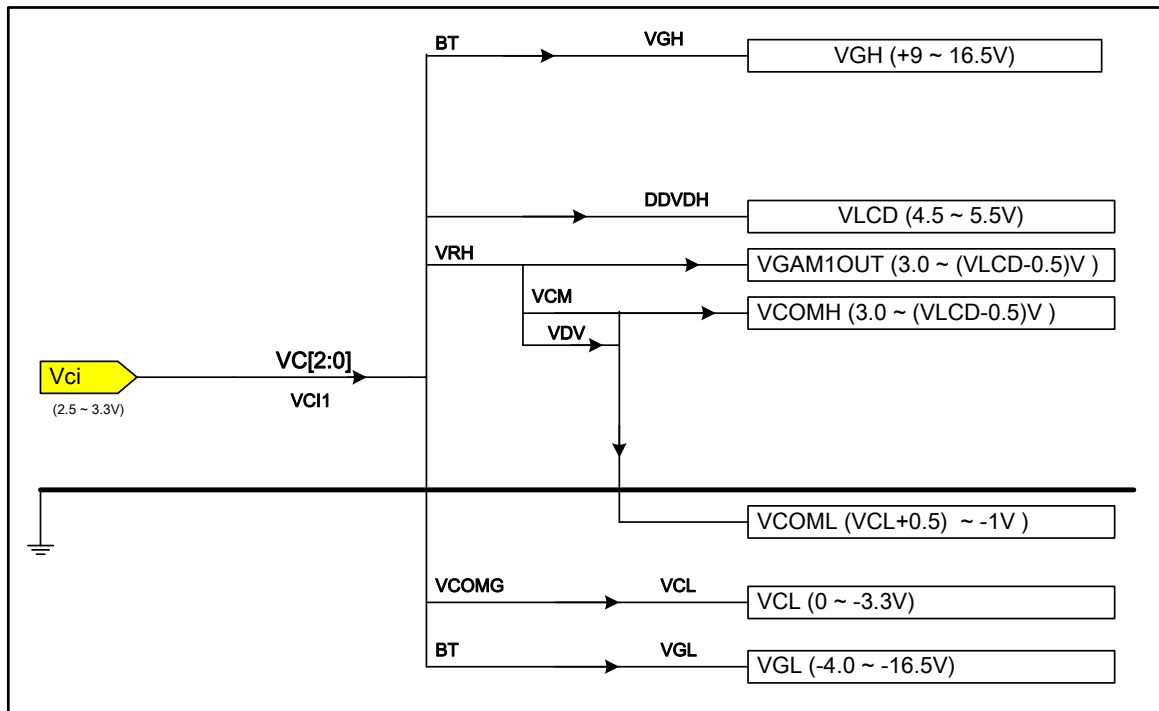 BT VGH VGH (+9 ~ 16.5V)
DDVDH VLCD (4.5 ~ 5.5V)
VRH VGAM1OUT (3.0 ~ (VLCD-0.5)V )
VCM VCOMH (3.0 ~ (VLCD-0.5)V )
VDV
Vci VC[2:0]
(2.5 ~ 3.3V) VCI1
VCOML (VCL+0.5) ~ -1V )
VCOMG VCL VCL (0 ~ -3.3V)
BT VGL VGL (-4.0 ~ -16.5V)